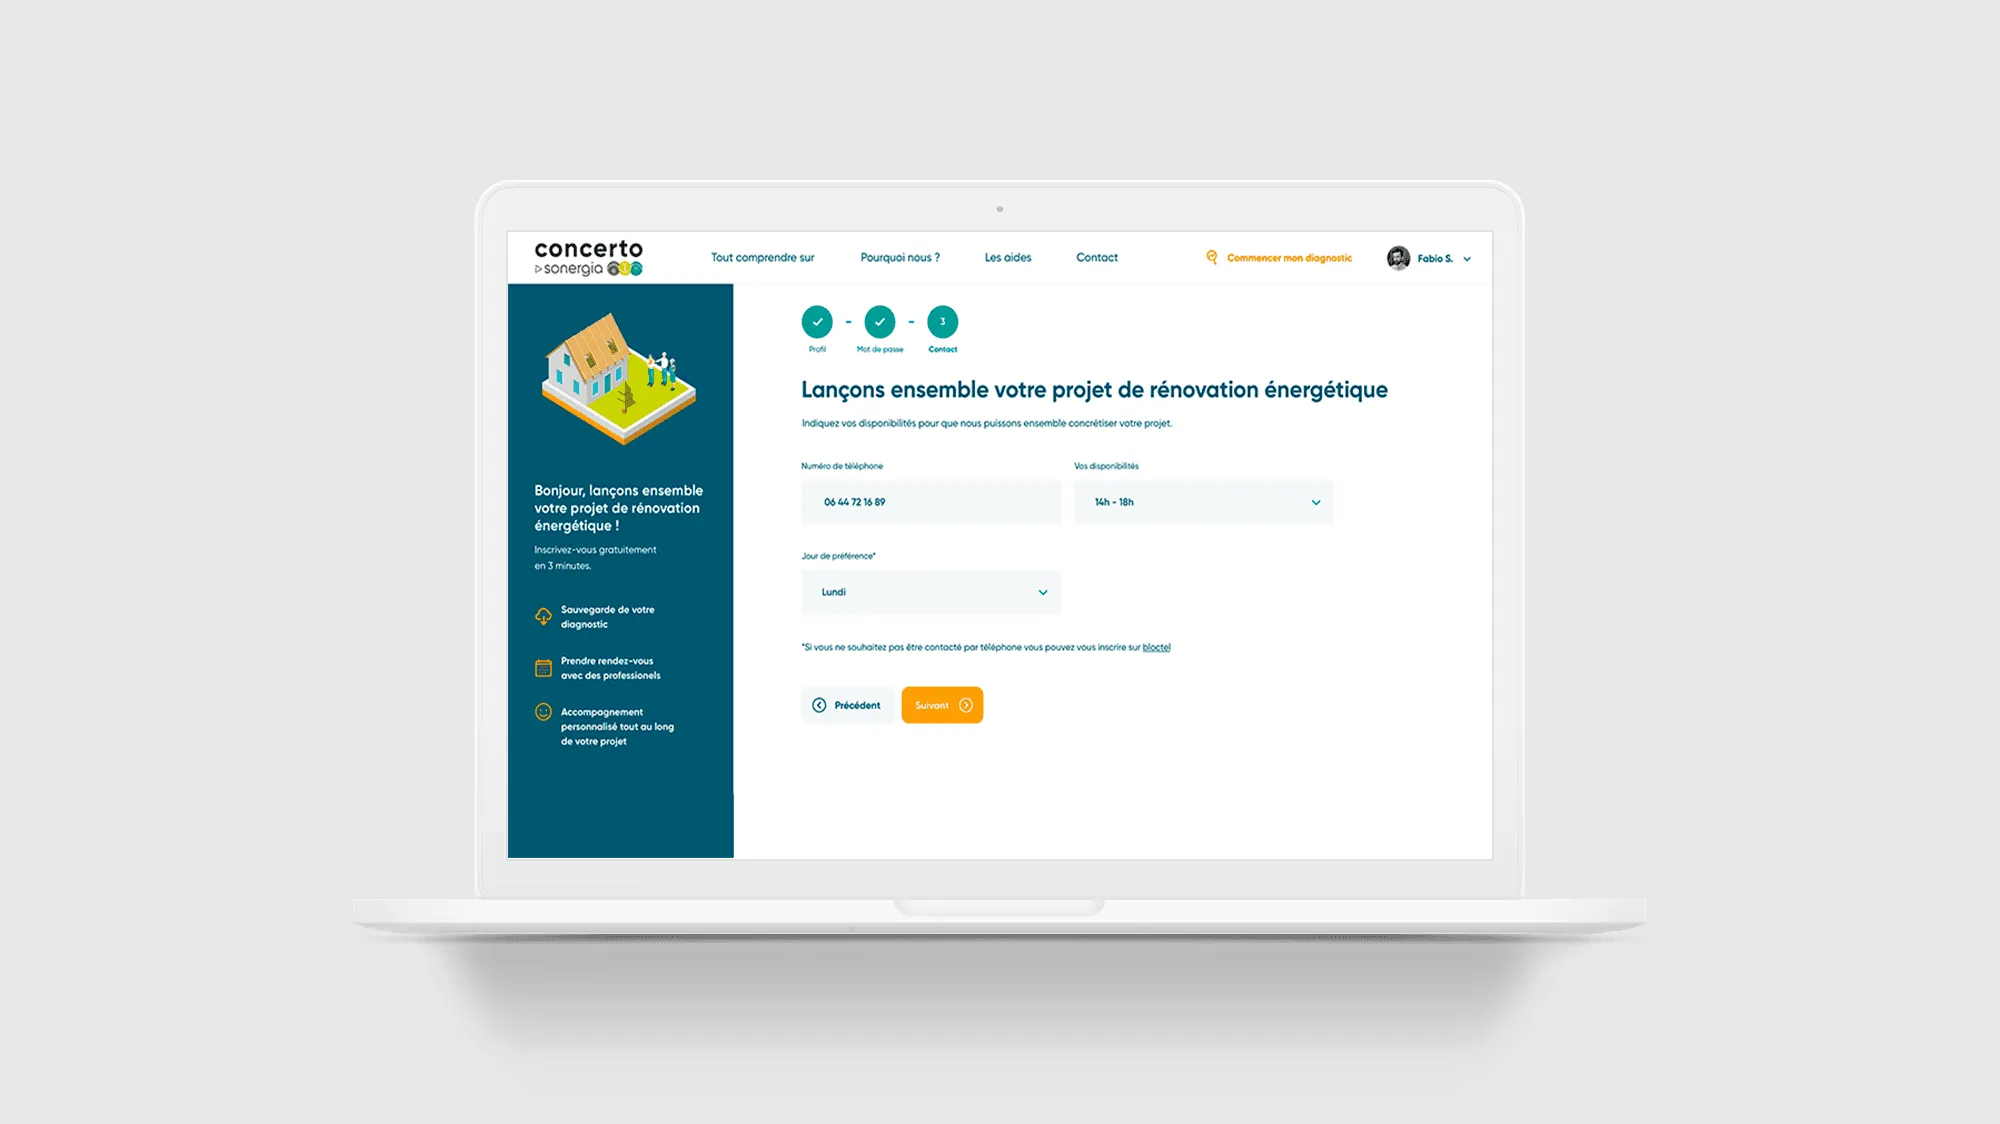 concerto
sonergia
Tout comprendre sur
Pourquoi nous ?
Les aides
Contact
Commencer mon diagnostic
Fabio S.
Bonjour, lançons ensemble
votre projet de rénovation
énergétique !
Inscrivez-vous gratuitement
en 3 minutes.
Sauvegarde de votre
diagnostic
Prendre rendez-vous
avec des professionels
Accompagnement
personnalisé tout au long
de votre projet
3
Profil
Mot de passe
Contact
Lançons ensemble votre projet de rénovation énergétique
Indiquez vos disponibilités pour que nous puissons ensemble concrétiser votre projet.
Numéro de téléphone
Vos disponibilités
06 44 72 16 89
14h - 18h
Jour de préférence*
Lundi
*Si vous ne souhaitez pas être contacté par téléphone vous pouvez vous inscrire sur bloctel
Précédent
Suivant